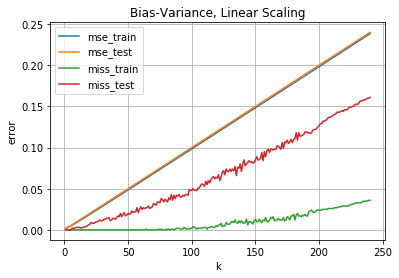 Bias-Variance, Linear Scaling
mse_train
mse_test
miss_train
miss_test
error
0.25
0.20
0.15
0.10
0.05
0.00
0
50
100
150
200
250
k